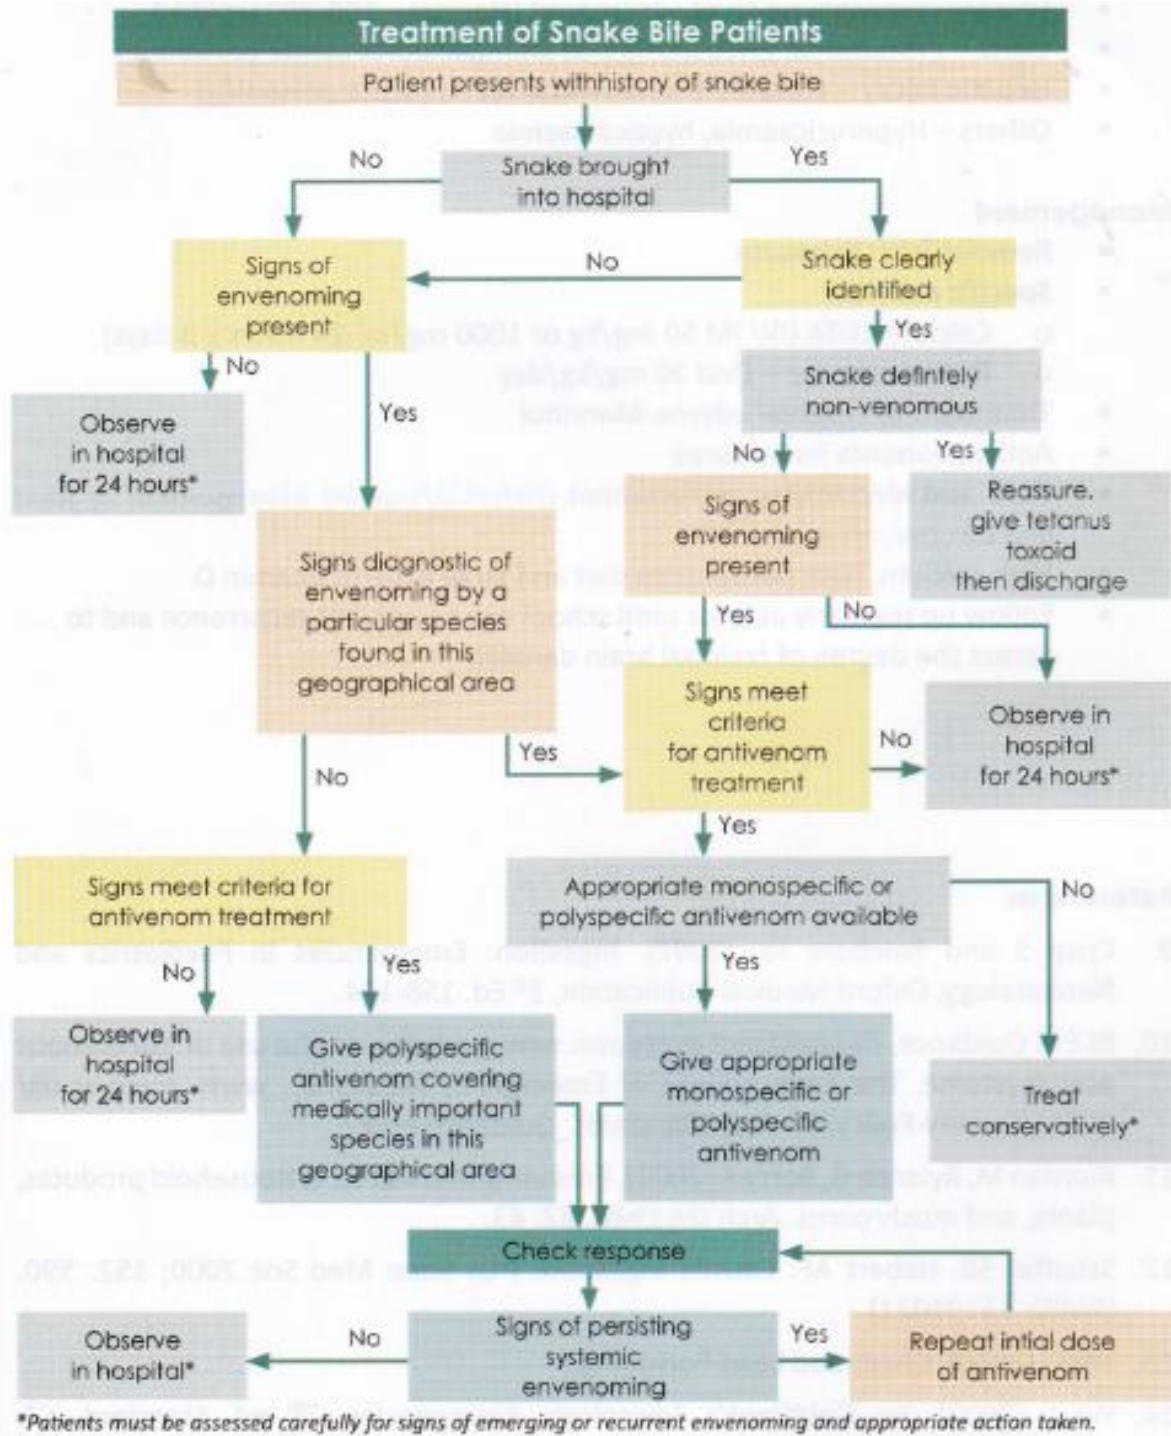 Treatment of Snake Bite Patients
Patient presents withhistory of snake bite
No
Snake brought
into hospital
Yes
Signs of
envenoming
present
No
Snake clearly
identified
No
Yes
Observe
in hospital
for 24 hours*
Yes
Snake defintely
non-venomous
No
Yes
Signs diagnostic of
envenoming by a
particular species
found in this
geographical area
Signs of
envenoming
present
Reassure,
give tetanus
toxoid
then discharge
Yes
No
Signs meet
criteria
for antivenom
treatment
No
Observe in
hospital
for 24 hours*
No
Yes
Yes
Signs meet criteria for
antivenom treatment
Appropriate monospecific or
polyspecific antivenom available
No
No
Yes
Yes
Observe in
hospital
for 24 hours*
Give polyspecific
antivenom covering
medically important
species in this
geographical area
Give appropriate
monospecific or
polyspecific
antivenom
Treat
conservatively*
Check response
Observe
in hospital*
No
Signs of persisting
systemic
envenoming
Yes
Repeat intial dose
of antivenom
*Patients must be assessed carefully for signs of emerging or recurrent envenoming and appropriate action taken.